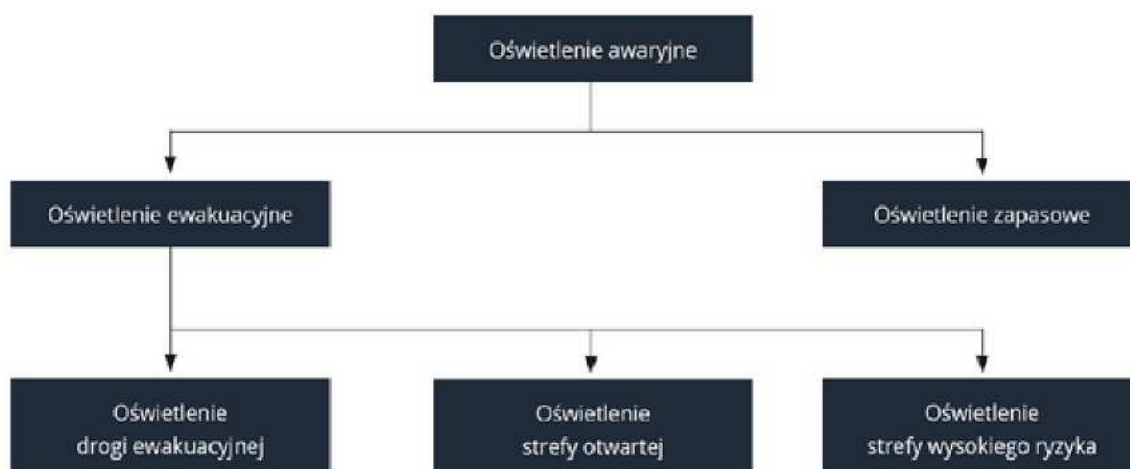 Oświetlenie awaryjne
Oświetlenie ewakuacyjne
Oświetlenie zapasowe
Oświetlenie
drogi ewakuacyjnej
Oświetlenie
strefy otwartej
Oświetlenie
strefy wysokiego ryzyka